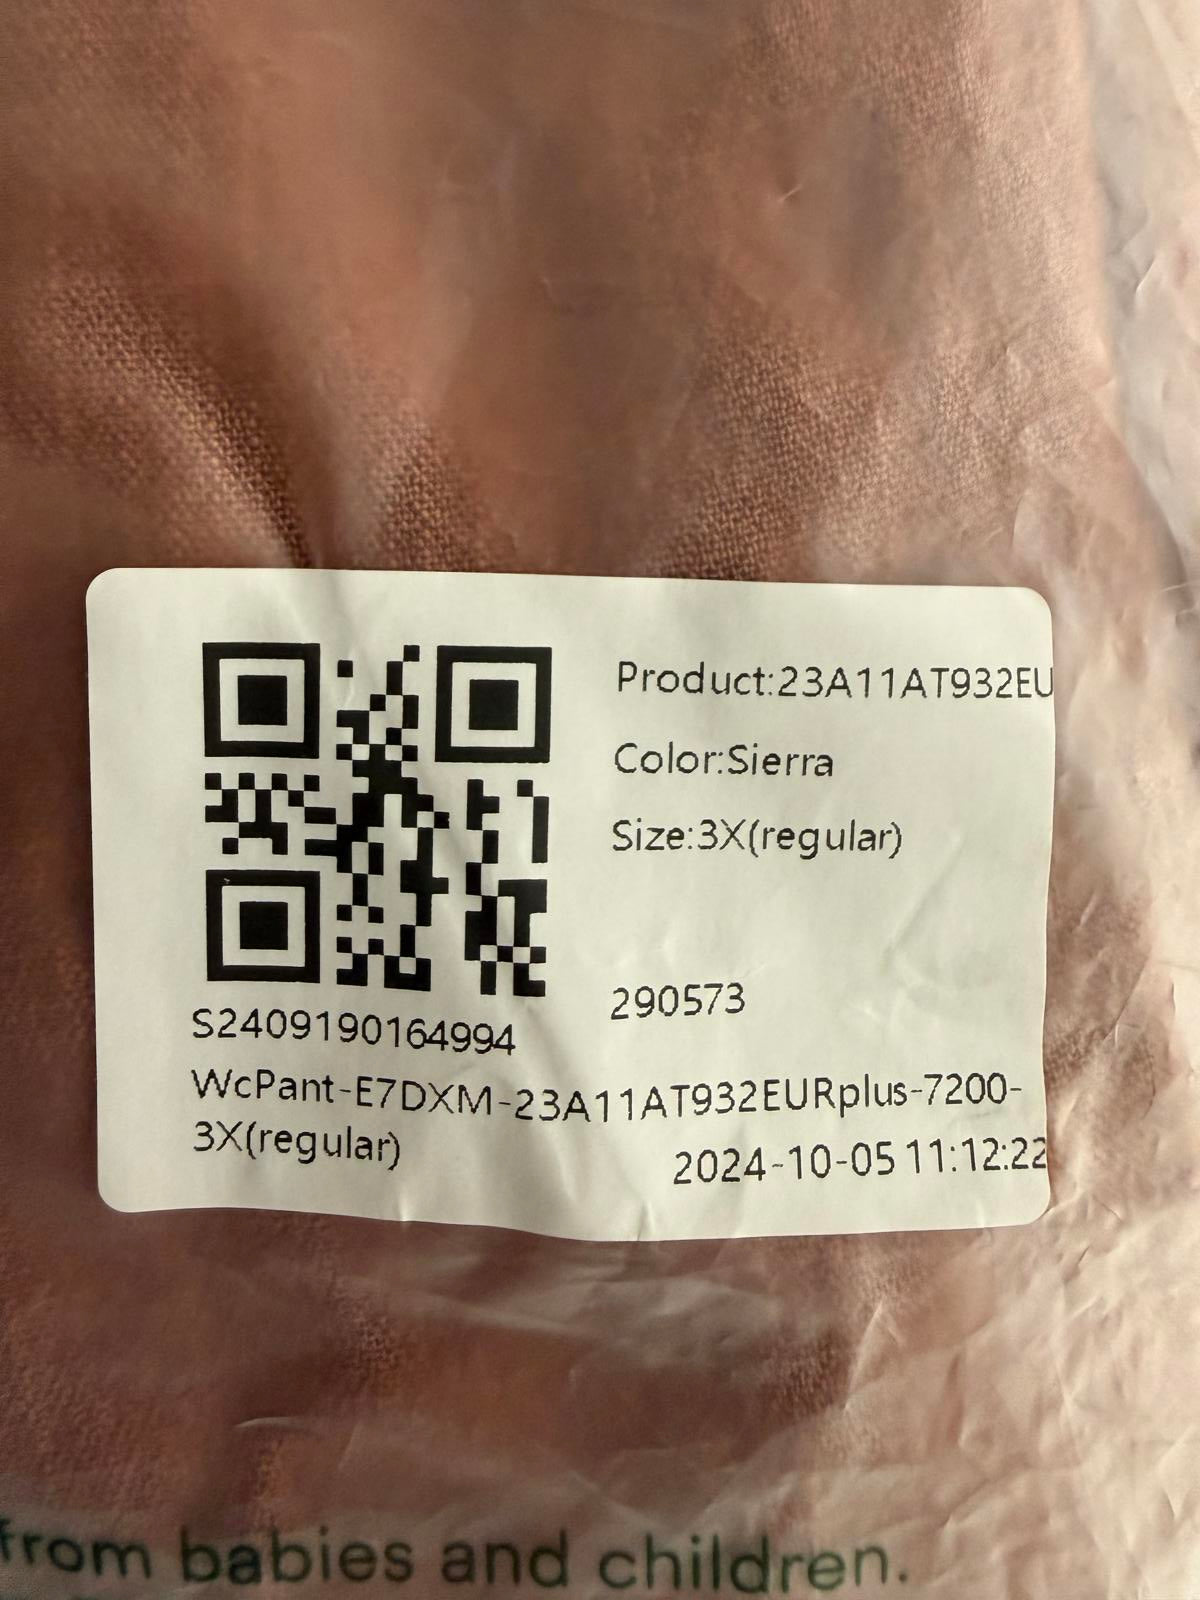 Product:23A11AT932EU
Color:Sierra
Size:3X(regular)
290573
S2409190164994
WcPant-E7DXM-23A11AT932EURplus-7200-
3X(regular)
2024-10-05 11:12:22
from babies and children.